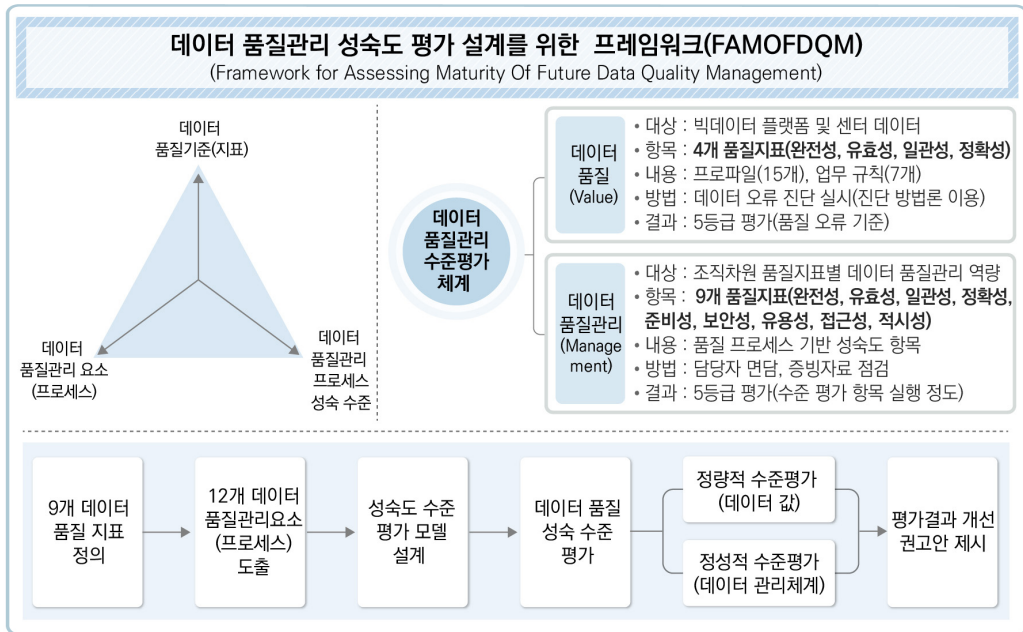 데이터 품질관리 성숙도 평가 설계를 위한 프레임워크(FAMOFDQM)
(Framework for Assessing Maturity Of Future Data Quality Management)
데이터
품질기준(지표)
데이터
품질관리 요소
(프로세스)
데이터
품질관리
프로세스
성숙 수준
데이터
품질관리
수준평가
체계
데이터
품질
(Value)
• 대상 : 빅데이터 플랫폼 및 센터 데이터
• 항목 : 4개 품질지표(완전성, 유효성, 일관성, 정확성)
• 내용 : 프로파일(15개), 업무 규칙(7개)
• 방법 : 데이터 오류 진단 실시(진단 방법론 이용)
• 결과 : 5등급 평가(품질 오류 기준)
데이터
품질관리
(Manage
ment)
• 대상 : 조직차원 품질지표별 데이터 품질관리 역량
• 항목 : 9개 품질지표(완전성, 유효성, 일관성, 정확성,
준비성, 보안성, 유용성, 접근성, 적시성)
• 내용 : 품질 프로세스 기반 성숙도 항목
• 방법 : 담당자 면담, 증빙자료 점검
• 결과 : 5등급 평가(수준 평가 항목 실행 정도)
9개 데이터
품질 지표
정의
12개 데이터
품질관리요소
(프로세스)
도출
성숙도 수준
평가 모델
설계
데이터 품질
성숙 수준
평가
정량적 수준평가
(데이터 값)
정성적 수준평가
(데이터 관리체계)
평가결과 개선
권고안 제시